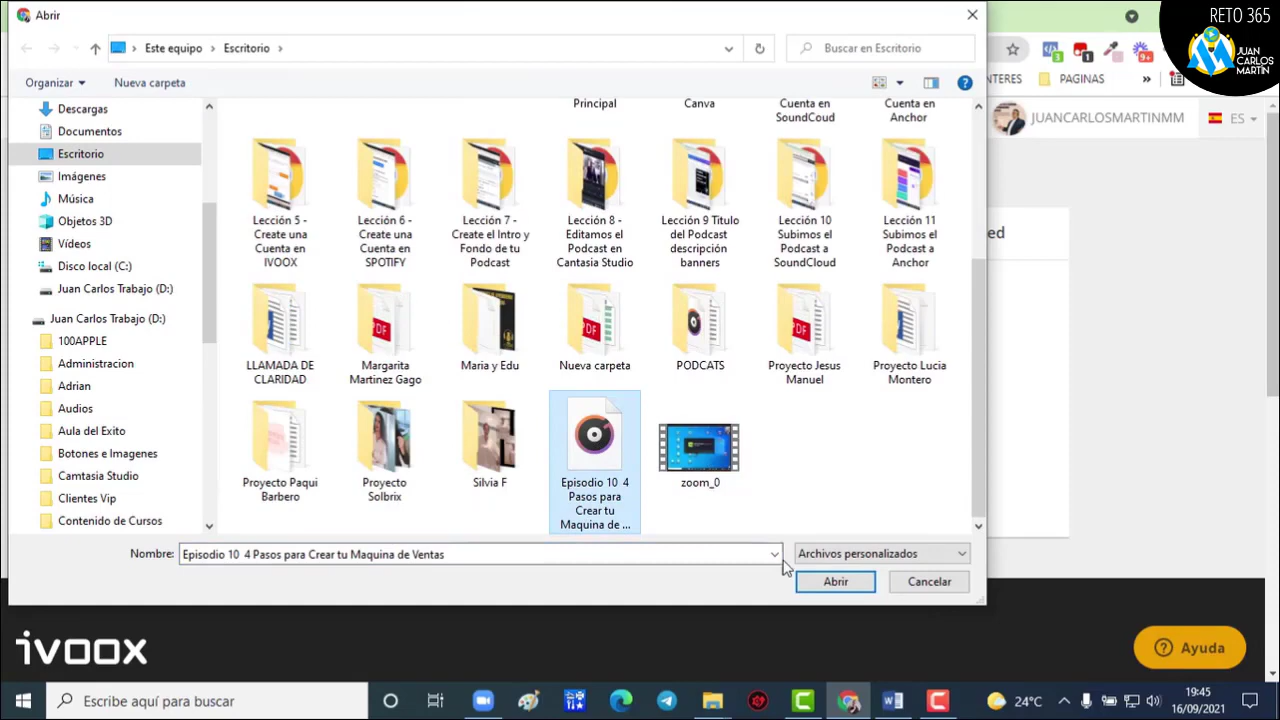 Abrir
RETO 365
JUAN
CARLOS
MARTIN
Este equipo
Escritorio
Buscar en Escritorio
Organizar
Nueva carpeta
3
1
9+
NTERES
PAGINAS
»
JUANCARLOSMARTINMM
ES
ed
Descargas
Documentos
Escritorio
Imágenes
Música
Objetos 3D
Vídeos
Disco local (C:)
Juan Carlos Trabajo (D:)
Juan Carlos Trabajo (D:)
100APPLE
Administracion
Adrian
Audios
Aula del Exito
Botones e Imagenes
Camtasia Studio
Clientes Vip
Contenido de Cursos
Principal
Canva
Cuenta en
SoundCoud
Cuenta en
Anchor
Lección 5 -
Create una
Cuenta en
IVOOX
Lección 6 -
Create una
Cuenta en
SPOTIFY
Lección 7 -
Create el Intro y
Fondo de tu
Podcast
Lección 8 -
Editamos el
Podcast en
Cantasia Studio
Lección 9 Titulo
del Podcast
descripción
banners
Lección 10
Subimos el
Podcast a
SoundCloud
Lección 11
Subimos el
Podcast a
Anchor
LLAMADA DE
CLARIDAD
PDF
Margarita
Martinez Gago
Maria y Edu
PDF
Nueva carpeta
PODCATS
PDF
Proyecto Jesus
Manuel
Proyecto Lucia
Montero
Proyecto Paqui
Barbero
Proyecto
Solbrix
Silvia F
Episodio 10 4
Pasos para
Crear tu
Maquina de ...
zoom_0
Nombre:
Episodio 10 4 Pasos para Crear tu Maquina de Ventas
Archivos personalizados
Abrir
Cancelar
ivoox
Ayuda
Escribe aquí para buscar
24°C
19:45
16/09/2021